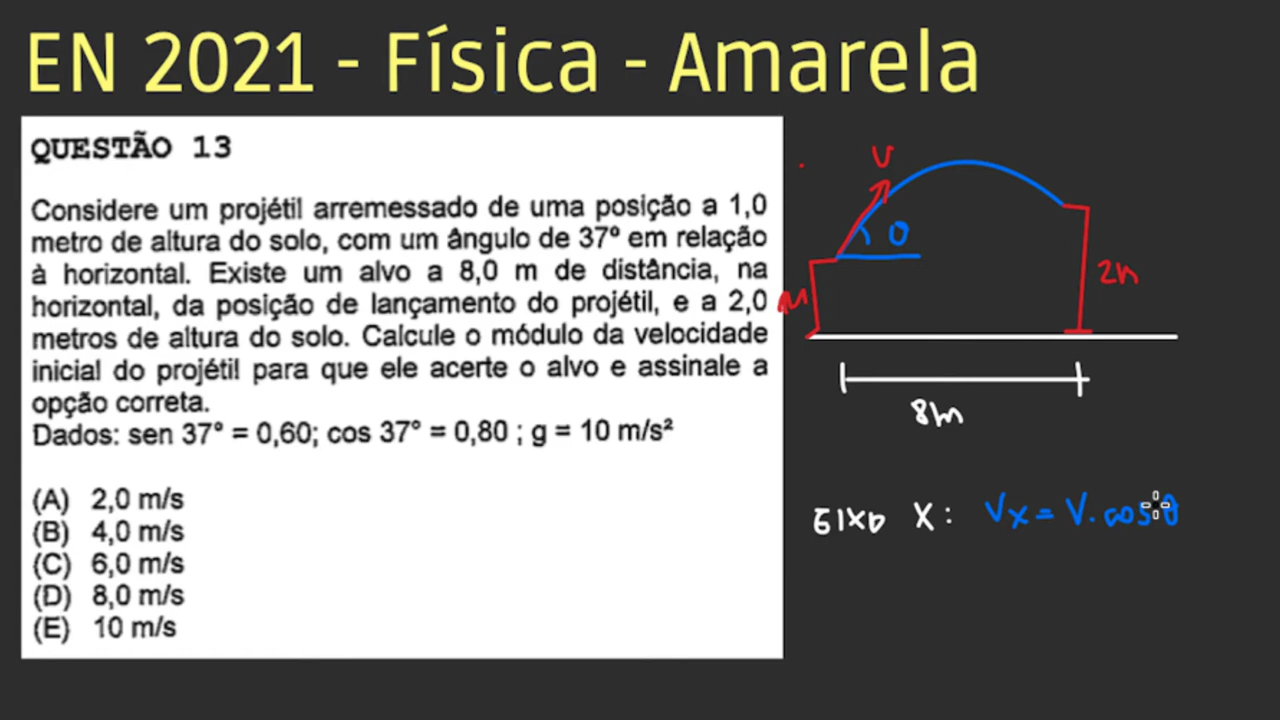 EN 2021 - Física - Amarela
QUESTÃO 13
Considere um projétil arremessado de uma posição a 1,0
metro de altura do solo, com um ângulo de 37º em relação
à horizontal. Existe um alvo a 8,0 m de distância, na
horizontal, da posição de lançamento do projétil, e a 2,0
metros de altura do solo. Calcule o módulo da velocidade
inicial do projétil para que ele acerte o alvo e assinale a
opção correta.
Dados: sen 37° = 0,60; cos 37° = 0,80 ; g = 10 m/s²
(A) 2,0 m/s
(B) 4,0 m/s
(C) 6,0 m/s
(D) 8,0 m/s
(E) 10 m/s
V
θ
2m
8m
EIXO X: Vx = V. cos θ